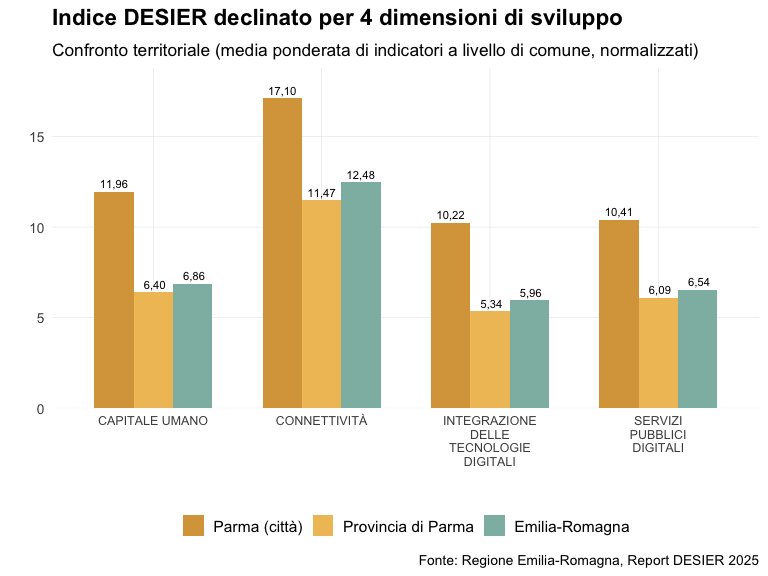 Indice DESIER declinato per 4 dimensioni di sviluppo
Confronto territoriale (media ponderata di indicatori a livello di comune, normalizzati)
17,10
15
12,48
11,96
11,47
10,22
10,41
10
6,40
6,86
5,34
5,96
6,09
6,54
5
0
CAPITALE UMANO
CONNETTIVITÀ
INTEGRAZIONE
DELLE
TECNOLOGIE
DIGITALI
SERVIZI
PUBBLICI
DIGITALI
Parma (città)
Provincia di Parma
Emilia-Romagna
Fonte: Regione Emilia-Romagna, Report DESIER 2025